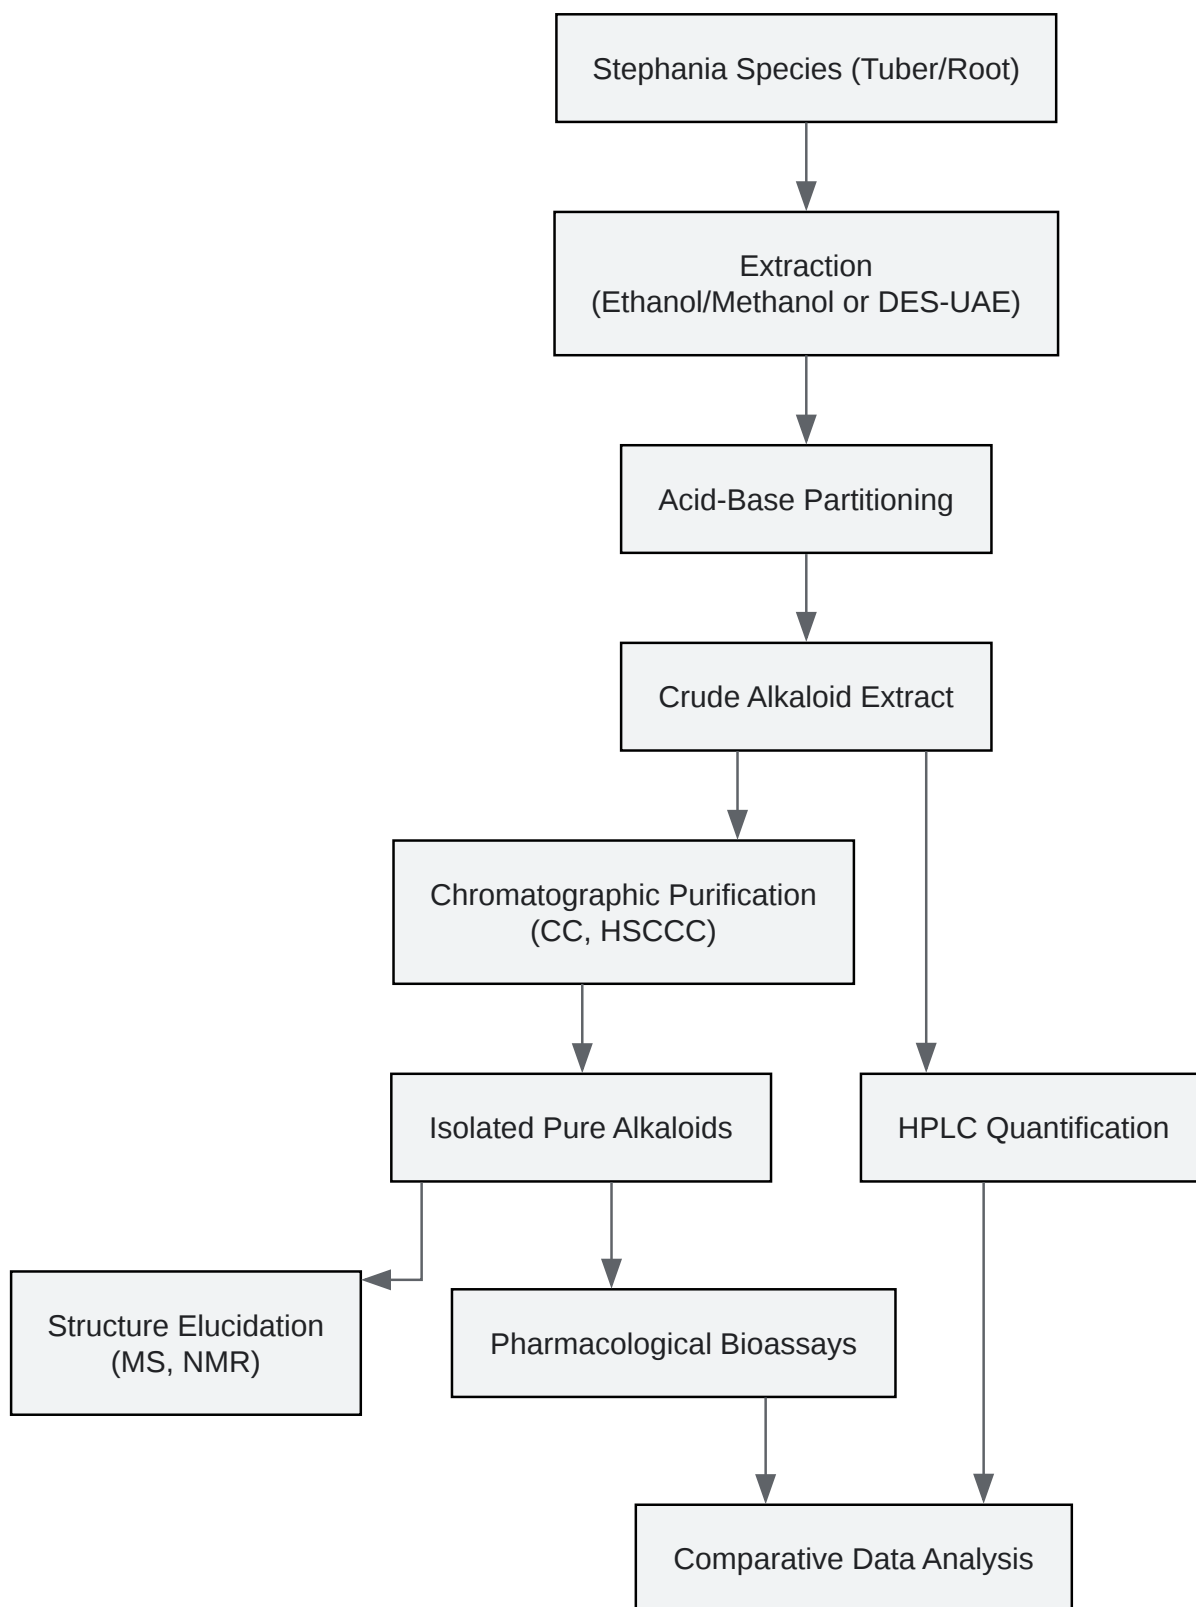 Stephania Species (Tuber/Root)
Extraction
(Ethanol/Methanol or DES-UAE)
Acid-Base Partitioning
Crude Alkaloid Extract
Chromatographic Purification
(CC, HSCCC)
Isolated Pure Alkaloids
HPLC Quantification
Structure Elucidation
(MS, NMR)
Pharmacological Bioassays
Comparative Data Analysis